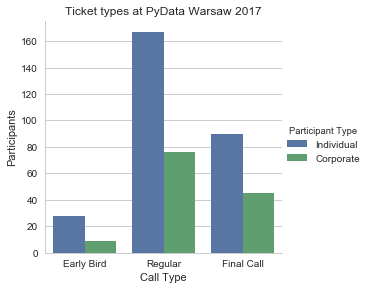 Ticket types at PyData Warsaw 2017
160
140
120
100
80
60
40
20
0
Participants
Early Bird Regular Final Call
Call Type
Participant Type
Individual
Corporate